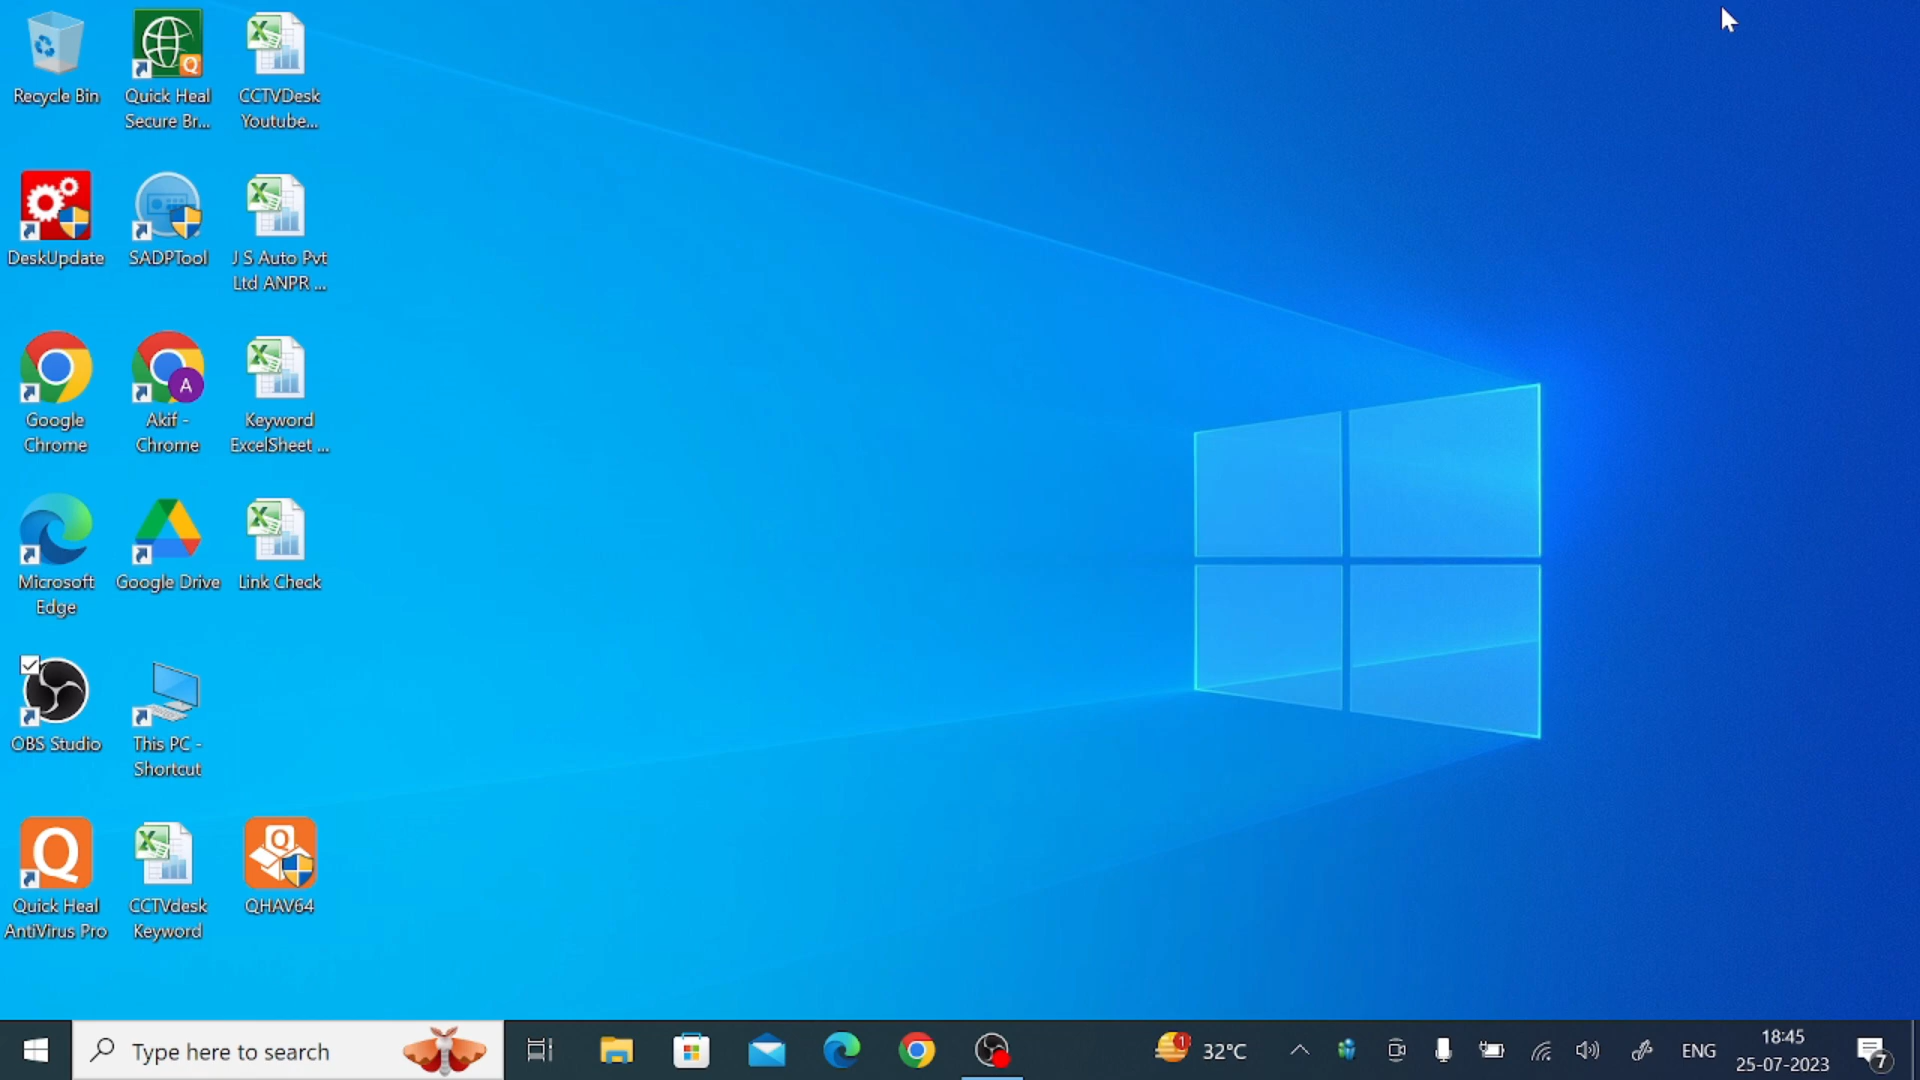 Recycle Bin
Quick Heal
Secure Br...
CCTVDesk
Youtube...
DeskUpdate
SADPTool
J S Auto Pvt
Ltd ANPR ...
Google
Chrome
A
Akif -
Chrome
Keyword
ExcelSheet ...
Microsoft
Edge
Google Drive
Link Check
OBS Studio
This PC -
Shortcut
Quick Heal
AntiVirus Pro
CCTVdesk
Keyword
QHAV64
Type here to search
1
32°C
ENG
18:45
25-07-2023
7